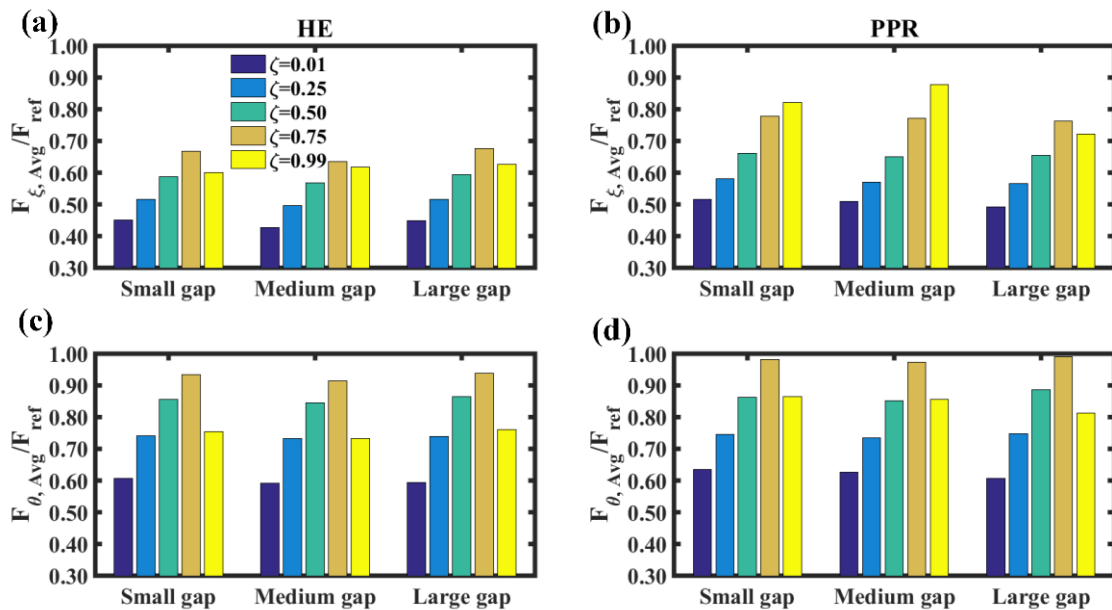 (a)
HE
1.00
0.90
0.80
0.70
0.60
0.50
0.40
0.30
F ξ, Avg/F ref
ζ=0.01
ζ=0.25
ζ=0.50
ζ=0.75
ζ=0.99
Small gap Medium gap Large gap
(b)
PPR
1.00
0.90
0.80
0.70
0.60
0.50
0.40
0.30
F ξ, Avg/F ref
Small gap Medium gap Large gap
(c)
1.00
0.90
0.80
0.70
0.60
0.50
0.40
0.30
F θ, Avg/F ref
Small gap Medium gap Large gap
(d)
1.00
0.90
0.80
0.70
0.60
0.50
0.40
0.30
F θ, Avg/F ref
Small gap Medium gap Large gap